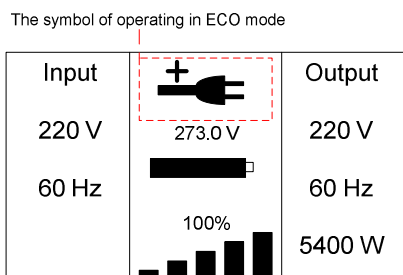 The symbol of operating in ECO mode
Input
220 V
60 Hz
273.0 V
100%
Output
220 V
60 Hz
5400 W